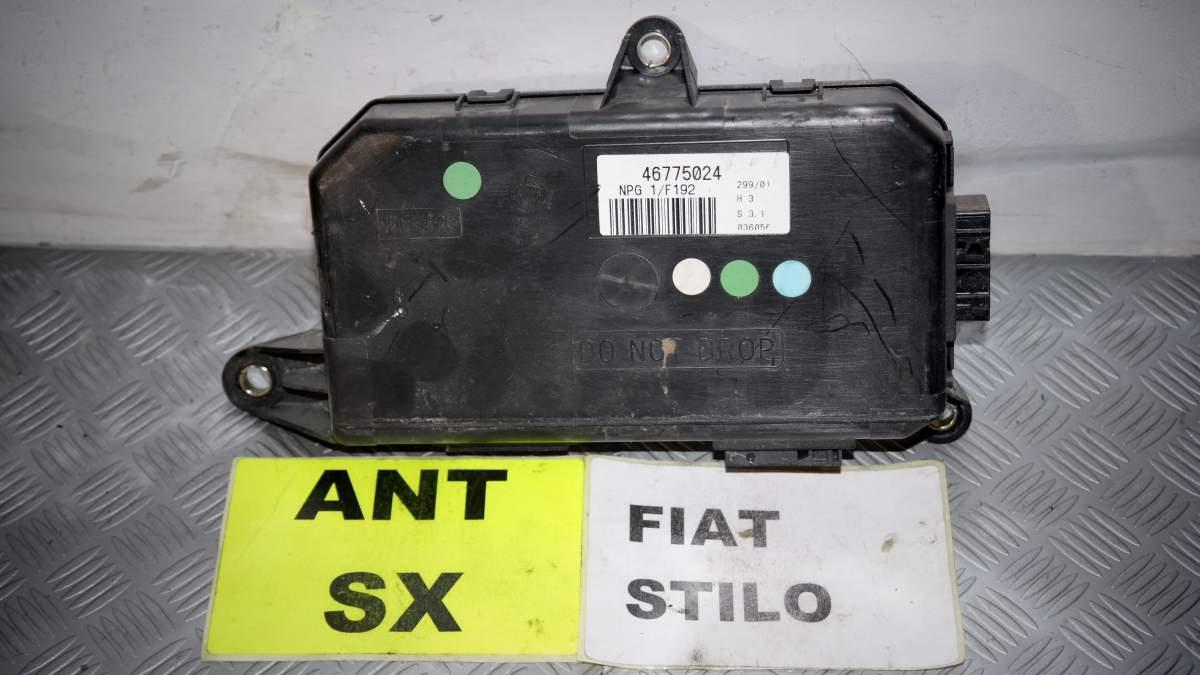 46775024
NPG 1/F192
299/01
H 3
S 3.1
DO NOT DROP
ANT
SX
FIAT
STILO